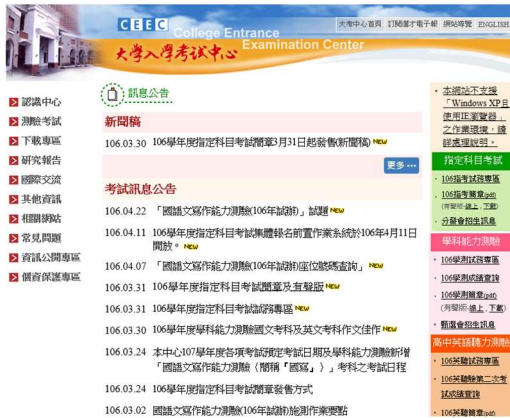 CEEC
College Entrance
Examination Center
大學入學考試中心
大考中心首頁 訂閱選才電子報 網站導覽 ENGLISH
認識中心
測驗考試
下載專區
研究報告
國際交流
其他資訊
相關網站
常見問題
資訊公開專區
個資保護專區
訊息公告
新聞稿
106.03.30 106學年度指定科目考試簡章3月31日起發售(新聞稿) NEW
更多...
考試訊息公告
106.04.22 「國語文寫作能力測驗(106年試辦)」試題 NEW
106.04.11 106學年度指定科目考試集體報名前置作業系統於106年4月11日
開放。 NEW
106.04.07 「國語文寫作能力測驗(106年試辦)座位號碼查詢」 NEW
106.03.31 106學年度指定科目考試簡章及有聲版 NEW
106.03.31 106學年度指定科目考試試務專區 NEW
106.03.30 106學年度學科能力測驗國文考科及英文考科作文佳作 NEW
106.03.24 本中心107學年度各項考試預定考試日期及學科能力測驗新增
「國語文寫作能力測驗（簡稱「國寫」）」考科之考試日程
106.03.24 106學年度指定科目考試簡章發售方式
106.03.02 國語文寫作能力測驗(106年試辦)施測作業要點
本網站不支援
「Windows XP且
使用IE瀏覽器」
之作業環境，請
詳處理說明。
指定科目考試
106指考試務專區
106指考簡章(pdf)
(有聲版-線上、下載)
分發會招生訊息
學科能力測驗
106學測試務專區
106學測成績查詢
106學測簡章(pdf)
(有聲版-線上、下載)
甄選會招生訊息
高中英語聽力測驗
106英聽試務專區
106英聽第二次考
試成績查詢
106英聽簡章(pdf)